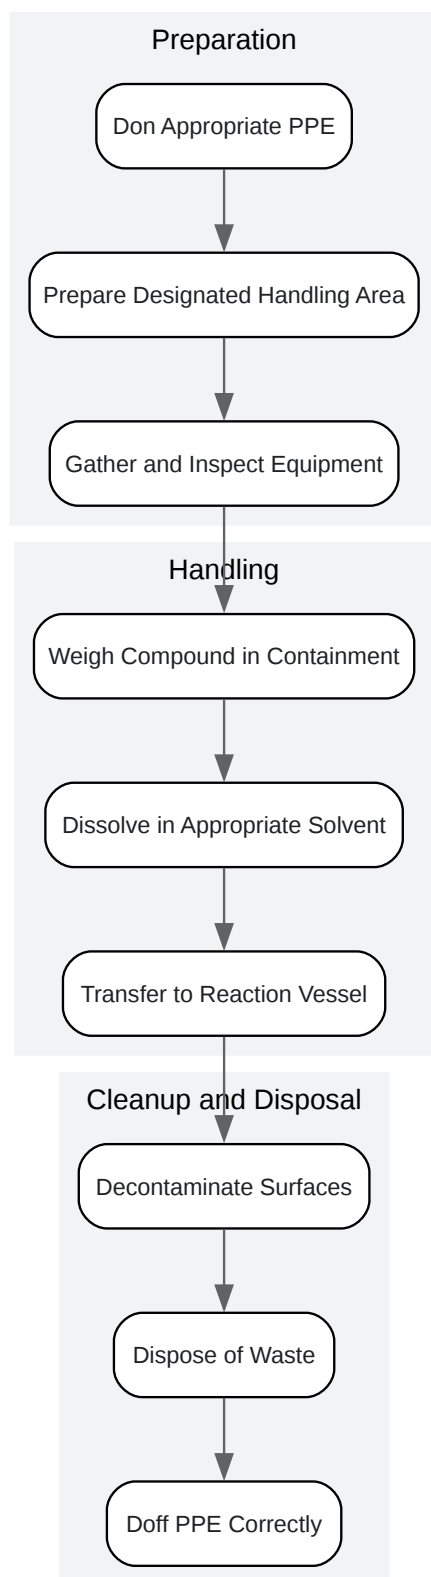 Preparation
Don Appropriate PPE
Prepare Designated Handling Area
Gather and Inspect Equipment
Handling
Weigh Compound in Containment
Dissolve in Appropriate Solvent
Transfer to Reaction Vessel
Cleanup and Disposal
Decontaminate Surfaces
Dispose of Waste
Doff PPE Correctly